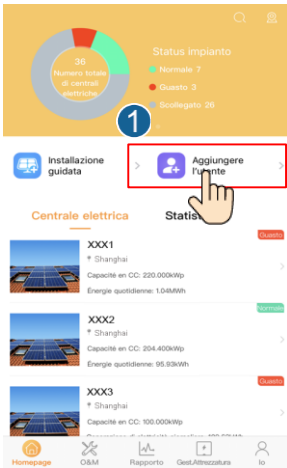 Status impianto
36
Numero totale
di centrali
elettriche
Normale 7
Guasto 3
Scollegato 26
1
Installazione
guidata
Aggiungere
l'utente
Centrale elettrica
Statis
Guasto
XXX1
Shanghai
Capacité en CC: 220.000kWp
Énergie quotidienne: 1.04MWh
Normale
XXX2
Shanghai
Capacité en CC: 204.400kWp
Énergie quotidienne: 95.93kWh
Guasto
XXX3
Shanghai
Capacité en CC: 100.000kWp
Homepage
O&M
Rapporto
Gest.Attrezzatura
Io